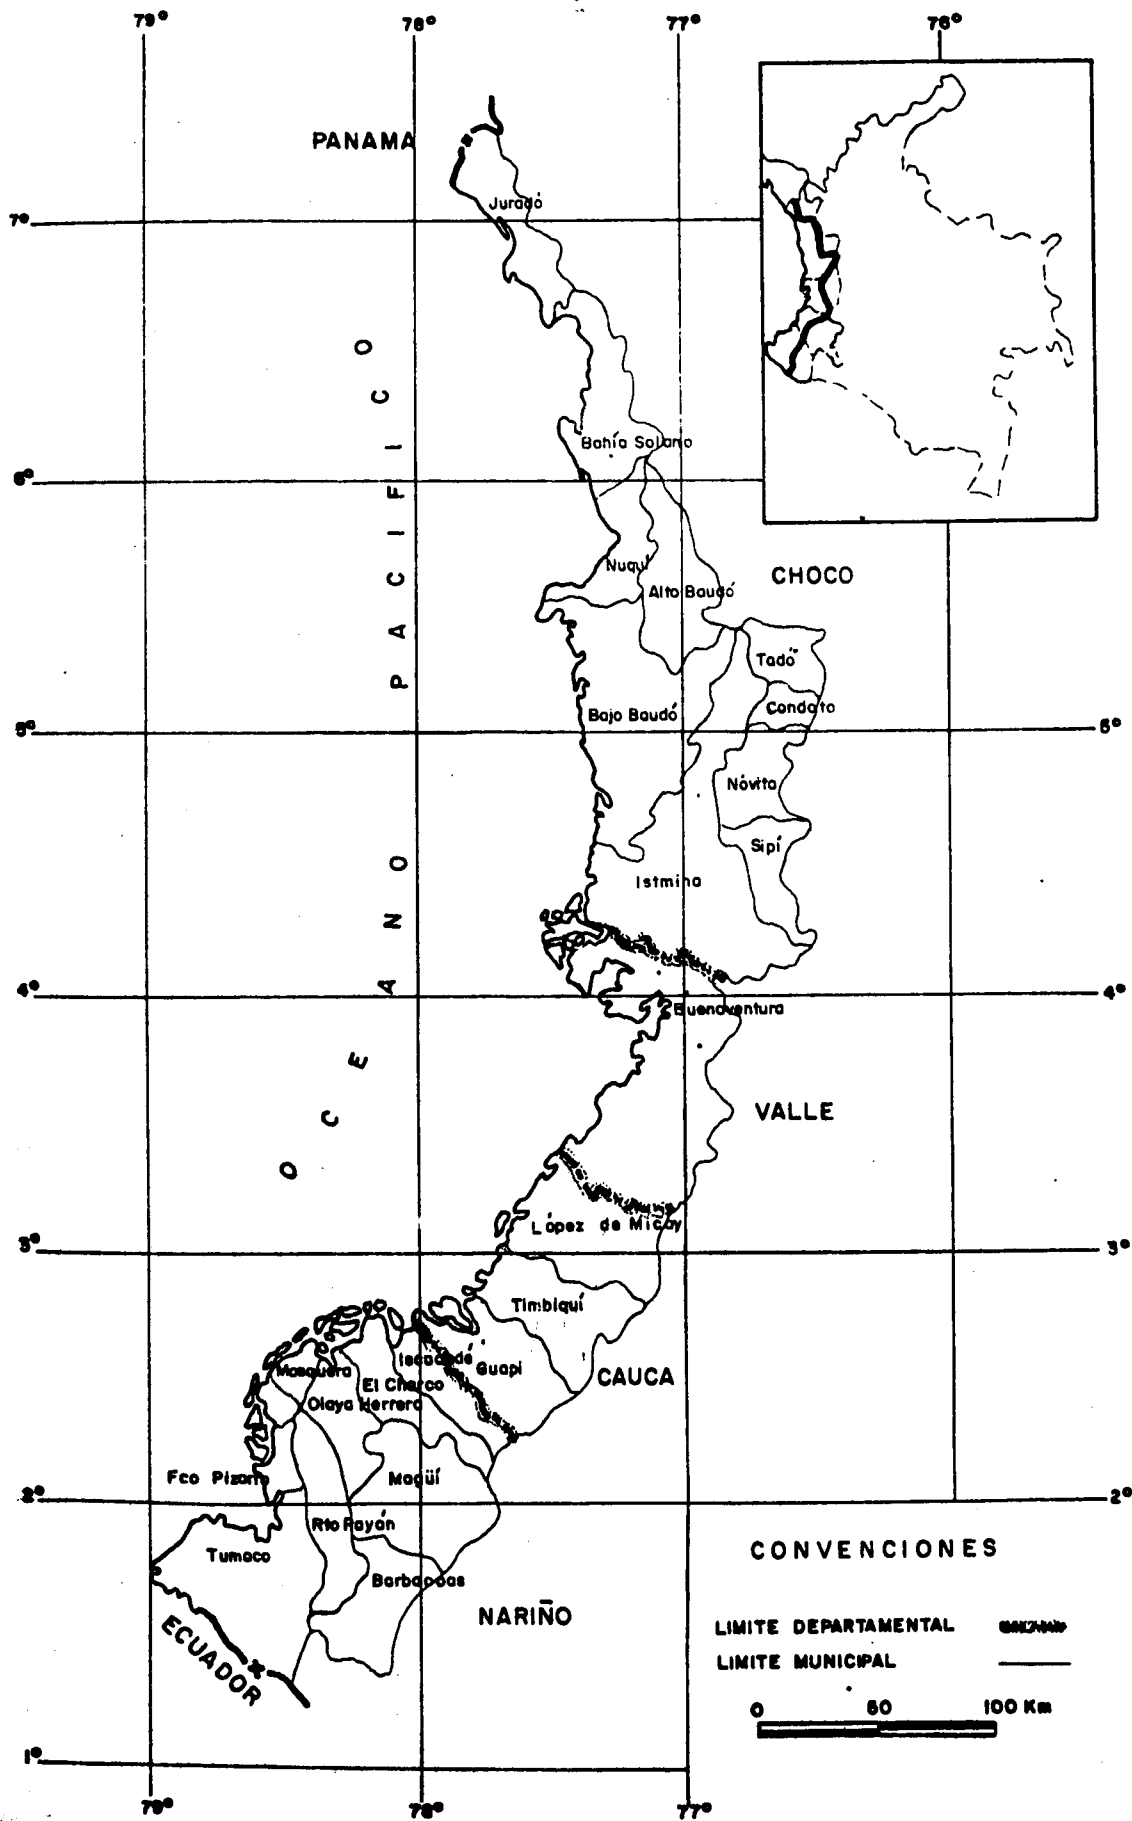 79° 78° 77° 76°
PANAMA
Juradó
7°
OCEANO PACIFICO
Bahía Solano
6°
Nuquí
CHOCO
Alto Baudó
Tadó
Condoto
Bajo Baudó
5° 5°
Nóvita
Sipí
Istmina
4° 4°
Buenaventura
VALLE
López de Micay
3° 3°
Timbiquí
Iscuandé
Guapi
Mosquera
CAUCA
El Charco
Olaya Herrera
Fco Pizarro
Magüí
2° 2°
Rto Payán
CONVENCIONES
Tumaco
Barbacoas
NARIÑO
LIMITE DEPARTAMENTAL
ECUADOR
LIMITE MUNICIPAL
0 50 100 Km
1°
79° 78° 77°